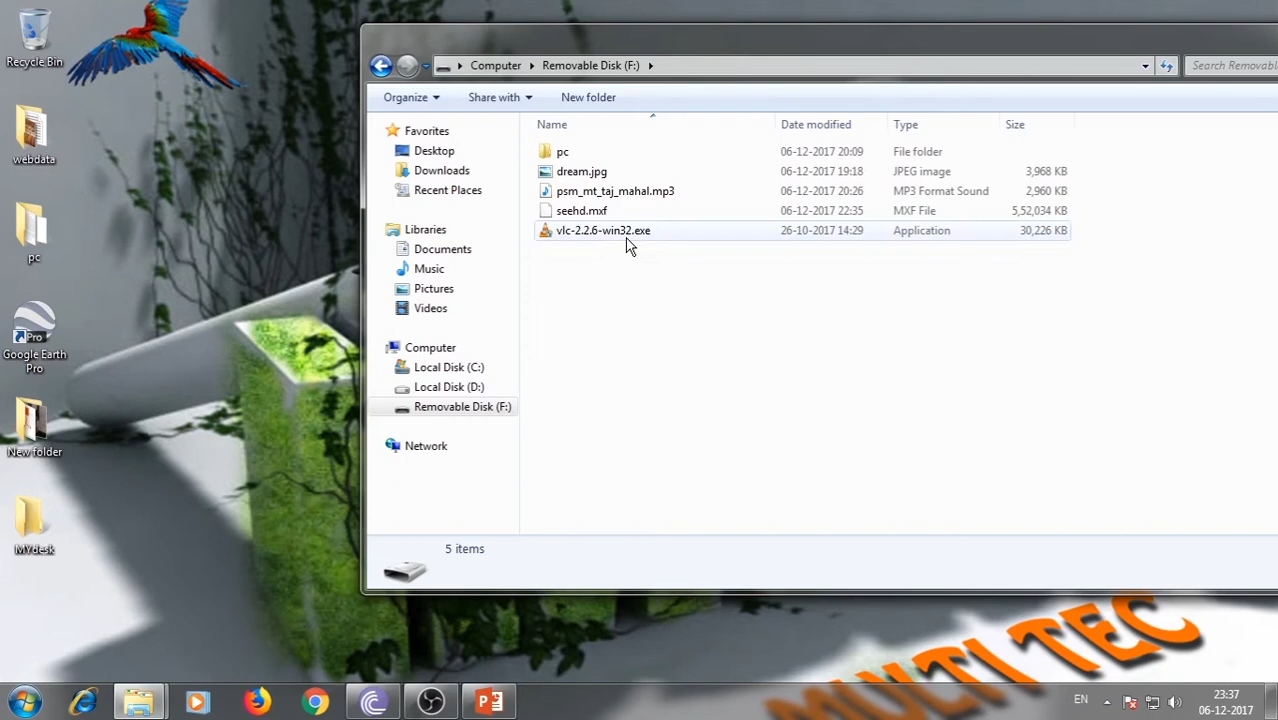 Recycle Bin
webdata
pc
Pro
Google Earth
Pro
New folder
MYdesk
Computer
Removable Disk (F:)
Search Removabl
Organize
Share with
New folder
Favorites
Desktop
Downloads
Recent Places
Libraries
Documents
Music
Pictures
Videos
Computer
Local Disk (C:)
Local Disk (D:)
Removable Disk (F:)
Network
Name Date modified Type Size
pc 06-12-2017 20:09 File folder
dream.jpg 06-12-2017 19:18 JPEG image 3,968 KB
psm_mt_taj_mahal.mp3 06-12-2017 20:26 MP3 Format Sound 2,960 KB
seehd.mxf 06-12-2017 22:35 MXF File 5,52,034 KB
vlc-2.2.6-win32.exe 26-10-2017 14:29 Application 30,226 KB
5 items
MULTI TEC
EN
23:37
06-12-2017